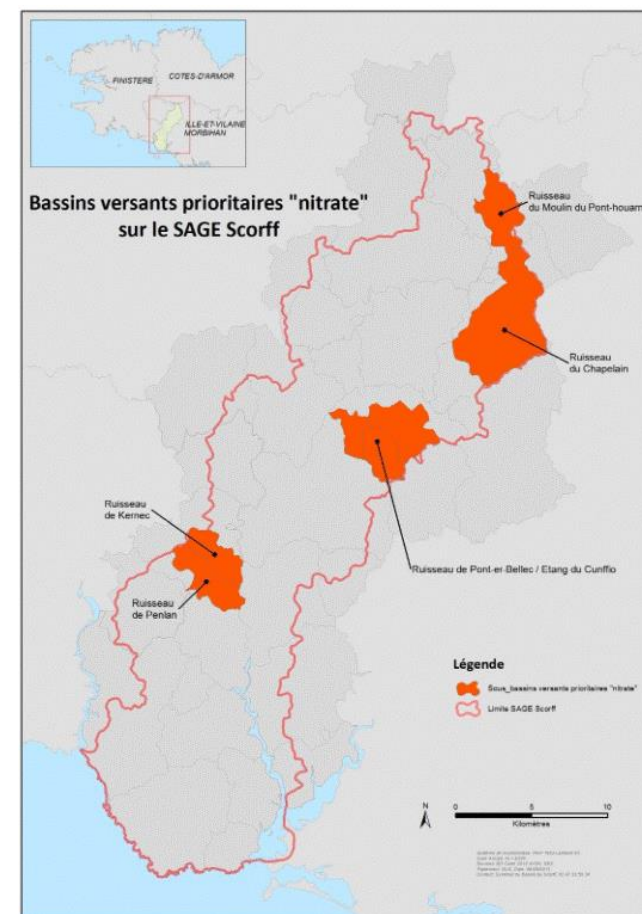 FINISTERE
COTES-D'ARMOR
ILLE-ET-VILAINE
MORBIHAN
Bassins versants prioritaires "nitrate"
sur le SAGE Scorff
Ruisseau
du Moulin du Pont-houarn
Ruisseau
du Chapelain
Ruisseau
de Kernec
Ruisseau de Pont-er-Bellec / Etang du Cunffio
Ruisseau
de Penlan
Légende
Sous_bassins versants prioritaires "nitrate"
Limite SAGE Scorff
N
0 5 10
Kilomètres